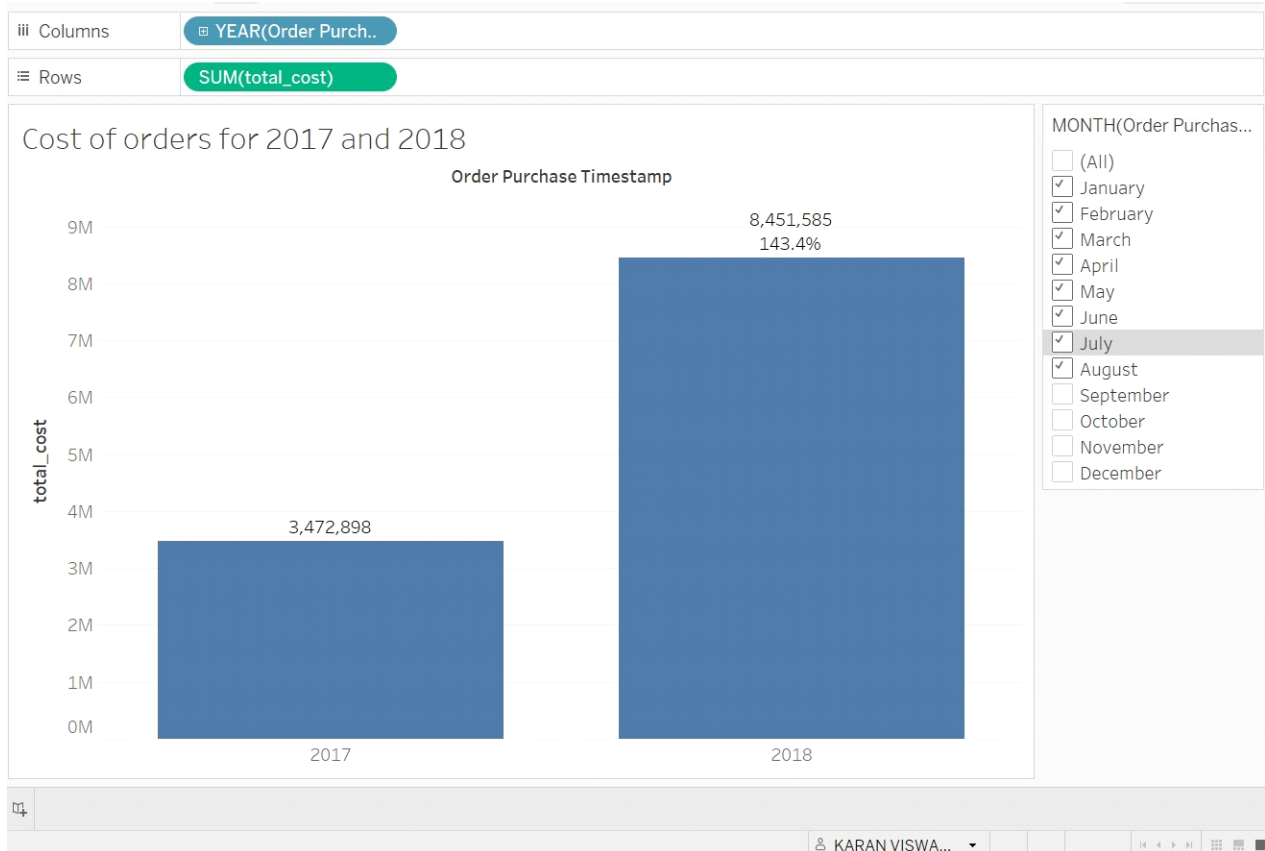 Columns
YEAR(Order Purch..
Rows
SUM(total_cost)
Cost of orders for 2017 and 2018
Order Purchase Timestamp
9M
8M
7M
6M
5M
4M
3M
2M
1M
0M
total_cost
3,472,898
8,451,585
143.4%
2017
2018
MONTH(Order Purchas...
(All)
January
February
March
April
May
June
July
August
September
October
November
December
KARAN VISWA...